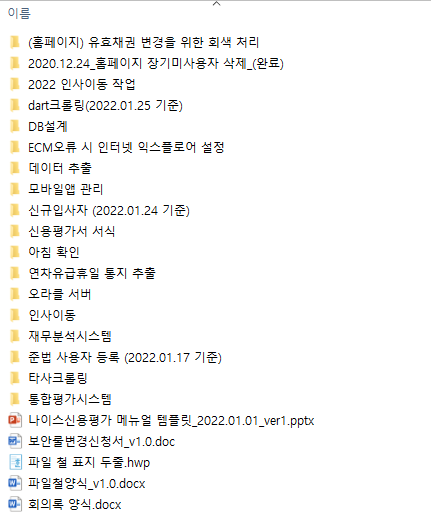 이름
(홈페이지) 유효채권 변경을 위한 회색 처리
2020.12.24_홈페이지 장기미사용자 삭제_(완료)
2022 인사이동 작업
dart크롤링(2022.01.25 기준)
DB설계
ECM오류 시 인터넷 익스플로어 설정
데이터 추출
모바일앱 관리
신규입사자 (2022.01.24 기준)
신용평가서 서식
아침 확인
연차유급휴일 통지 추출
오라클 서버
인사이동
재무분석시스템
준법 사용자 등록 (2022.01.17 기준)
타사크롤링
통합평가시스템
나이스신용평가 메뉴얼 템플릿_2022.01.01_ver1.pptx
보안룰변경신청서_v1.0.doc
파일 철 표지 두줄.hwp
파일철양식_v1.0.docx
회의록 양식.docx